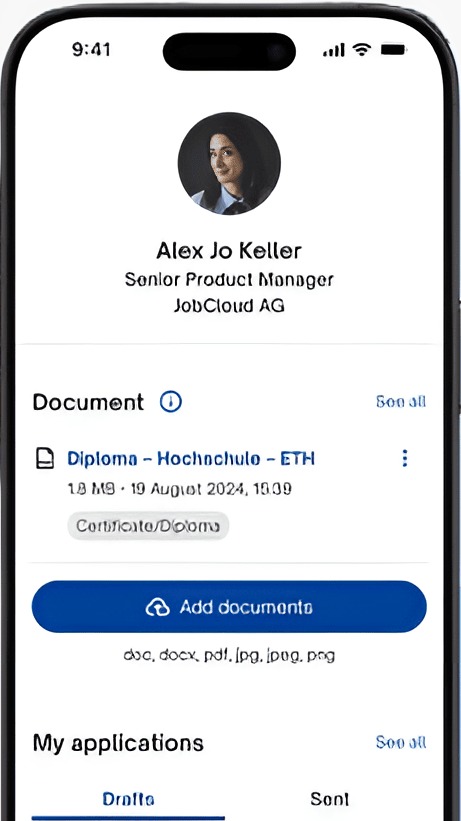 9:41
Alex Jo Keller
Senior Product Manager
JobCloud AG
Document
See all
Diploma – Hochschule – ETH
1.8 MB · 19 August 2024, 15:39
Certificate/Diploma
Add documents
doc, docx, pdf, jpg, jpeg, png
My applications
See all
Drafts
Sent